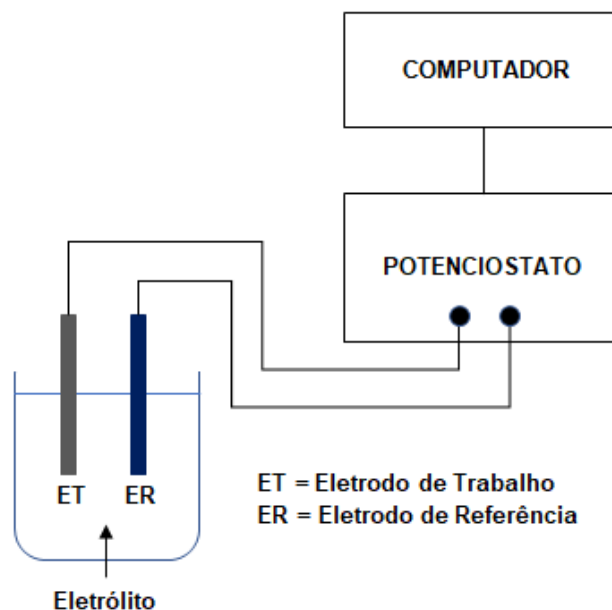 COMPUTADOR
POTENCIOSTATO
ET
ER
ET = Eletrodo de Trabalho
ER = Eletrodo de Referência
Eletrólito